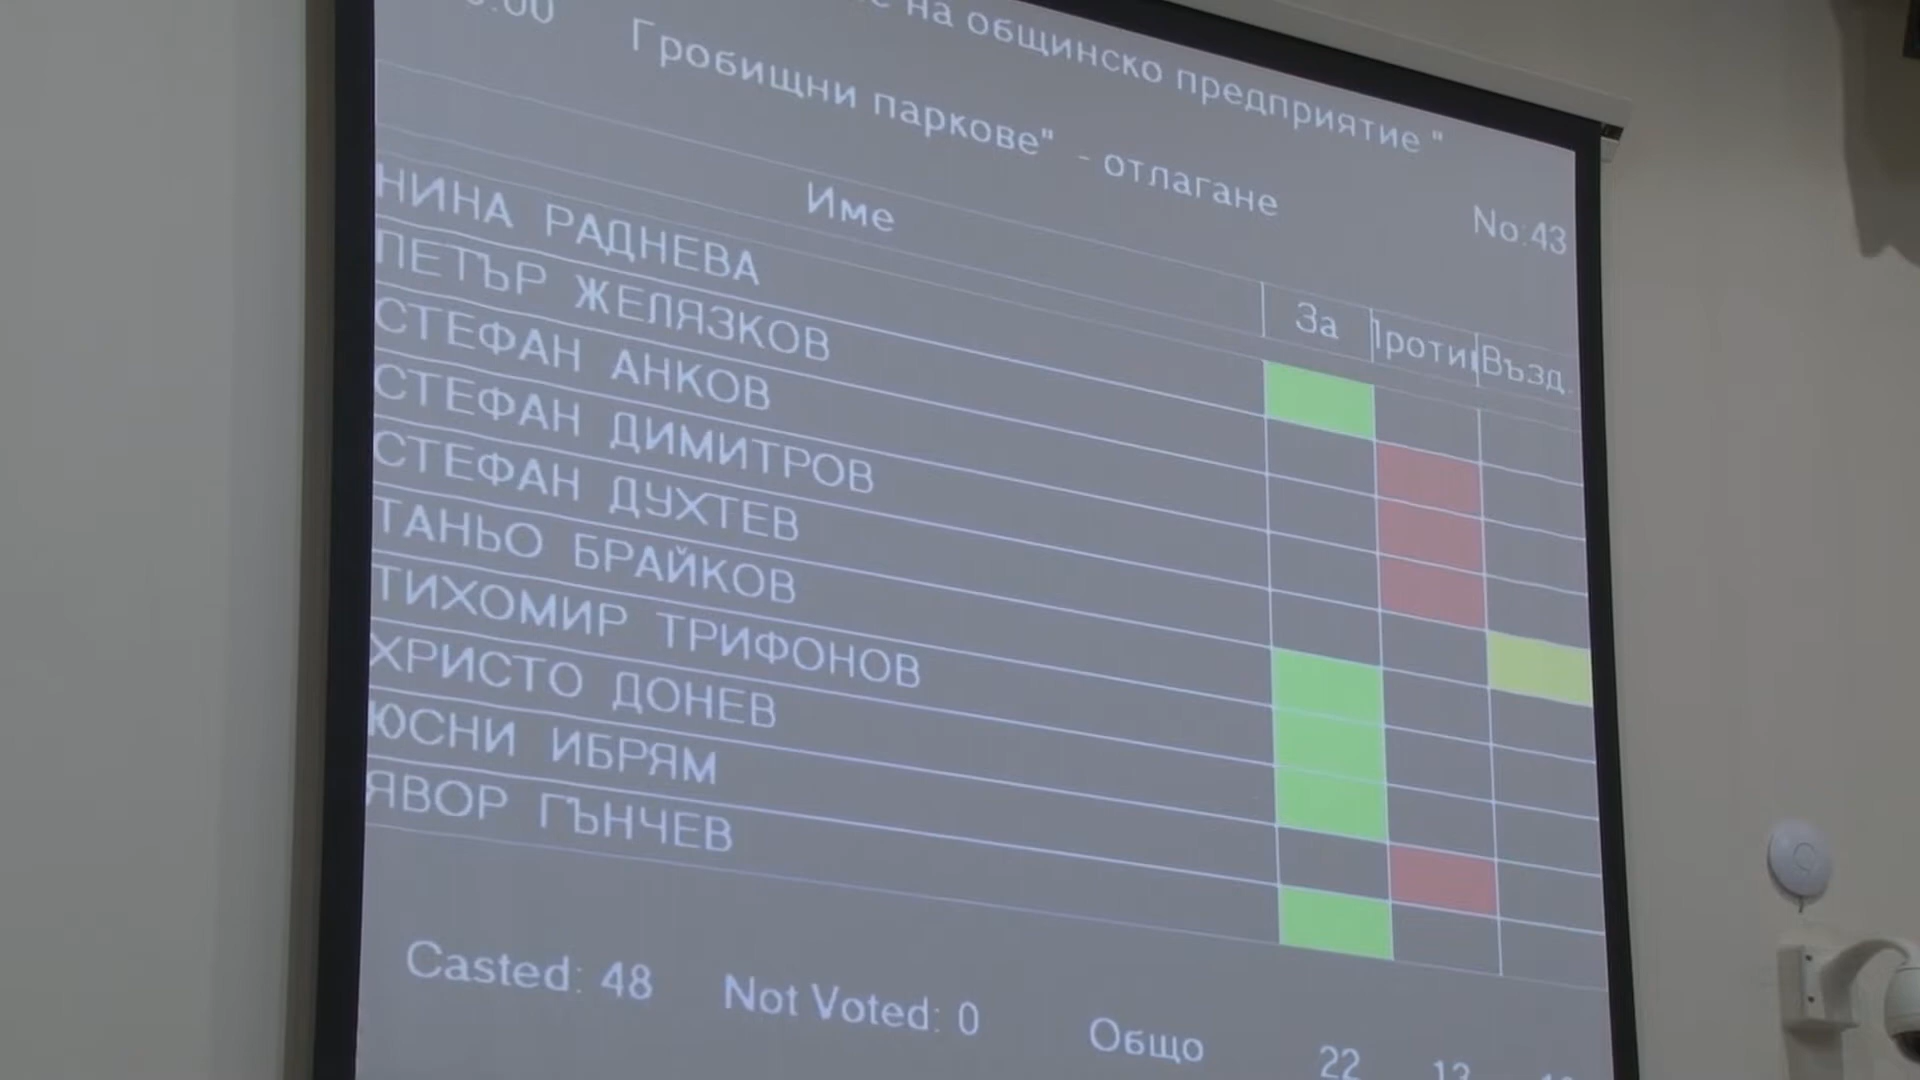 на общинско предприятие "
Гробищни паркове" - отлагане
No:43
Име За Против Възд.
НИНА РАДНЕВА
ПЕТЪР ЖЕЛЯЗКОВ
СТЕФАН АНКОВ
СТЕФАН ДИМИТРОВ
СТЕФАН ДУХТЕВ
ТАНЬО БРАЙКОВ
ТИХОМИР ТРИФОНОВ
ХРИСТО ДОНЕВ
ЮСНИ ИБРЯМ
ЯВОР ГЪНЧЕВ
Casted: 48 Not Voted: 0 Общо 22